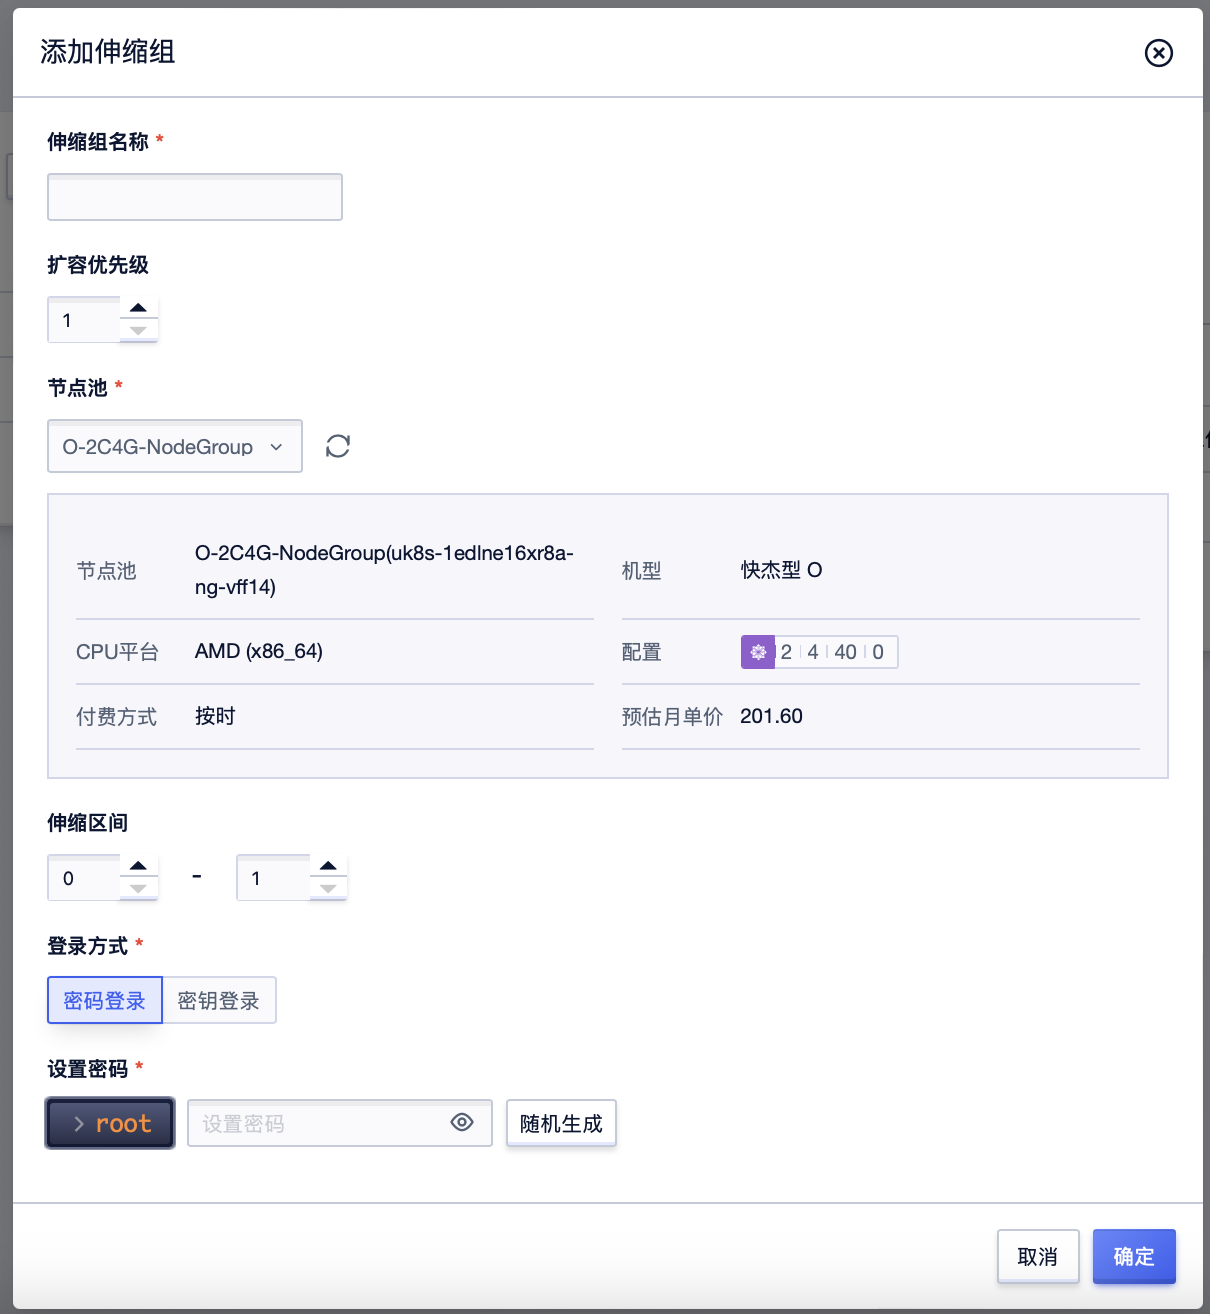 添加伸缩组
伸缩组名称 *
扩容优先级
1
节点池 *
O-2C4G-NodeGroup
节点池 O-2C4G-NodeGroup(uk8s-1edlne16xr8a-
ng-vff14)
机型 快杰型 O
CPU平台 AMD (x86_64)
配置 2 4 40 0
付费方式 按时
预估月单价 201.60
伸缩区间
0 - 1
登录方式 *
密码登录 密钥登录
设置密码 *
> root 设置密码 随机生成
取消 确定